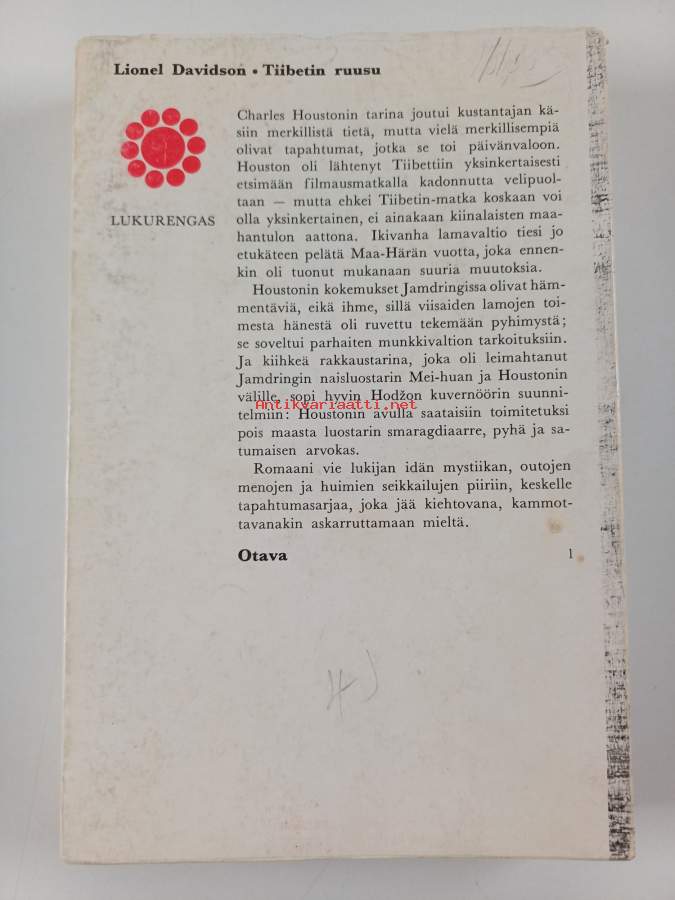 Lionel Davidson • Tiibetin ruusu
LUKURENGAS
Charles Houstonin tarina joutui kustantajan kä-
siin merkillistä tietä, mutta vielä merkillisempiä
olivat tapahtumat, jotka se toi päivänvaloon.
Houston oli lähtenyt Tiibettiin yksinkertaisesti
etsimään filmausmatkalla kadonnutta velipuol-
taan — mutta ehkei Tiibetin-matka koskaan voi
olla yksinkertainen, ei ainakaan kiinalaisten maa-
hantulon aattona. Ikivanha lamavaltio tiesi jo
etukäteen pelätä Maa-Härän vuotta, joka ennen-
kin oli tuonut mukanaan suuria muutoksia.
Houstonin kokemukset Jamdringissa olivat häm-
mentäviä, eikä ihme, sillä viisaiden lamojen toi-
mesta hänestä oli ruvettu tekemään pyhimystä;
se soveltui parhaiten munkkivaltion tarkoituksiin.
Ja kiihkeä rakkaustarina, joka oli leimahtanut
Jamdringin naisluostarin Mei-huan ja Houstonin
välille, sopi hyvin Hodžon kuvernöörin suunni-
Antikvariaatti.net
telmiin: Houstonin avulla saataisiin toimitetuksi
pois maasta luostarin smaragdiaarre, pyhä ja sa-
tumaisen arvokas.
Romaani vie lukijan idän mystiikan, outojen
menojen ja huimien seikkailujen piiriin, keskelle
tapahtumasarjaa, joka jää kiehtovana, kammot-
tavanakin askarruttamaan mieltä.
Otava 1